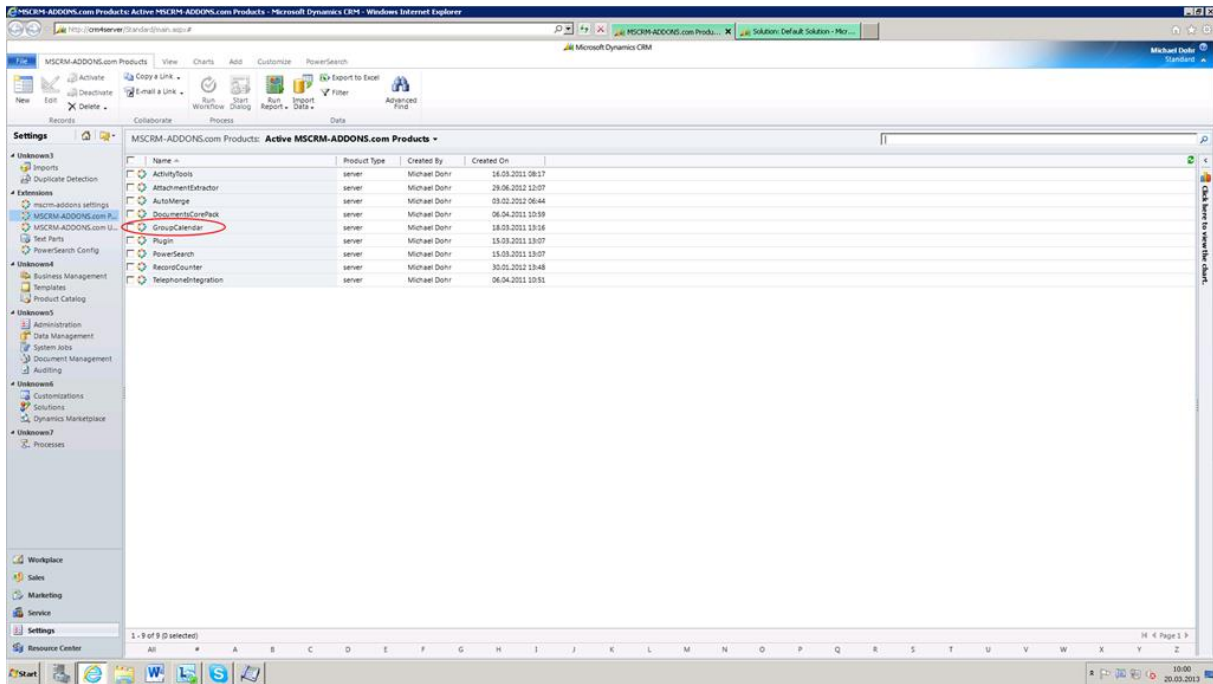 MSCRM-ADDONS.com Products: Active MSCRM-ADDONS.com Products - Microsoft Dynamics CRM - Windows Internet Explorer
http://crm4server/Standard/main.aspx#
MSCRM-ADDONS.com Produ...
Solution: Default Solution - Micr...
Microsoft Dynamics CRM
Michael Dohr
Standard
File
MSCRM-ADDONS.com Products
View
Charts
Add
Customize
PowerSearch
New
Edit
Activate
Deactivate
Delete
Records
Copy a Link
E-mail a Link
Collaborate
Run Workflow
Start Dialog
Process
Run Report
Import Data
Export to Excel
Filter
Advanced Find
Data
Settings
Unknown3
Imports
Duplicate Detection
Extensions
mscrm-addons settings
MSCRM-ADDONS.com P...
MSCRM-ADDONS.com U...
Text Parts
PowerSearch Config
Unknown4
Business Management
Templates
Product Catalog
Unknown5
Administration
Data Management
System Jobs
Document Management
Auditing
Unknown6
Customizations
Solutions
Dynamics Marketplace
Unknown7
Processes
Workplace
Sales
Marketing
Service
Settings
Resource Center
MSCRM-ADDONS.com Products: Active MSCRM-ADDONS.com Products
Name Product Type Created By Created On
ActivityTools server Michael Dohr 16.03.2011 08:17
AttachmentExtractor server Michael Dohr 29.06.2012 12:07
AutoMerge server Michael Dohr 03.02.2012 06:44
DocumentsCorePack server Michael Dohr 06.04.2011 10:59
GroupCalendar server Michael Dohr 18.03.2011 13:16
Plugin server Michael Dohr 15.03.2011 13:07
PowerSearch server Michael Dohr 15.03.2011 13:07
RecordCounter server Michael Dohr 30.01.2012 13:48
TelephoneIntegration server Michael Dohr 06.04.2011 10:51
Click here to view the chart.
1 - 9 of 9 (0 selected)
Page 1
All # A B C D E F G H I J K L M N O P Q R S T U V W X Y Z
Start
10:00
20.03.2013